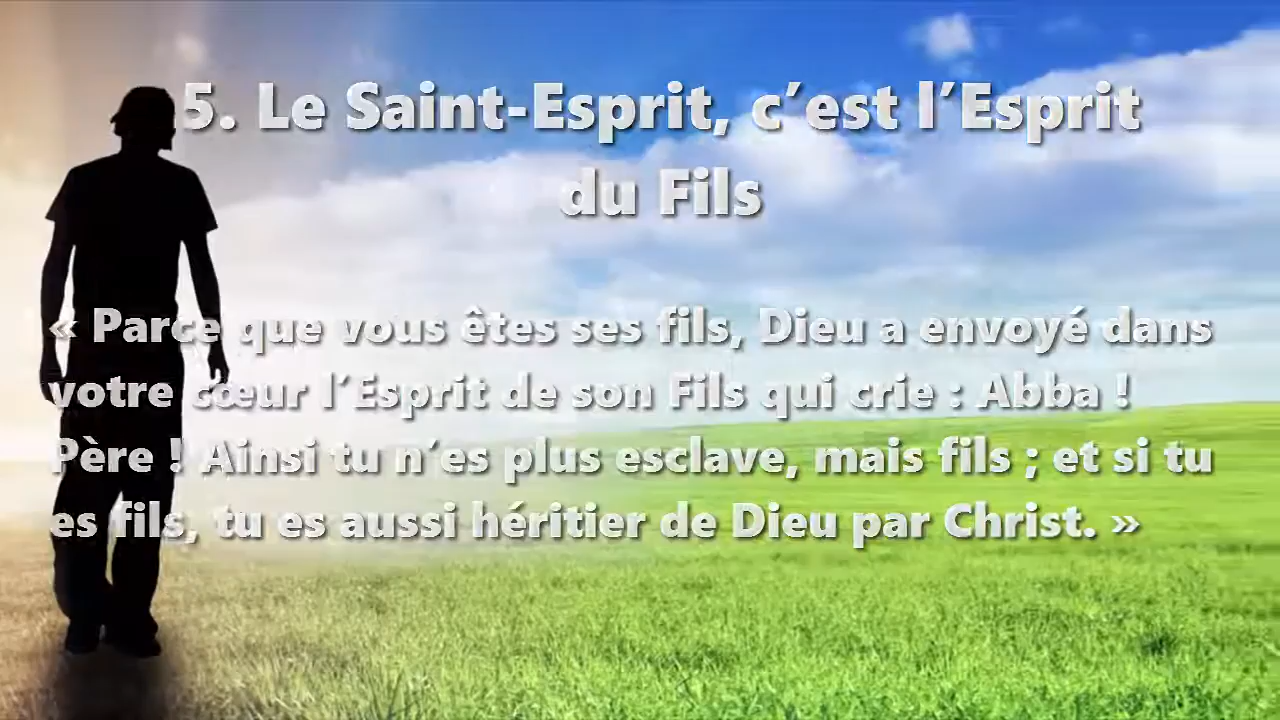 5. Le Saint-Esprit, c’est l’Esprit
du Fils
« Parce que vous êtes ses fils, Dieu a envoyé dans
votre cœur l’Esprit de son Fils qui crie : Abba !
Père ! Ainsi tu n’es plus esclave, mais fils ; et si tu
es fils, tu es aussi héritier de Dieu par Christ. »